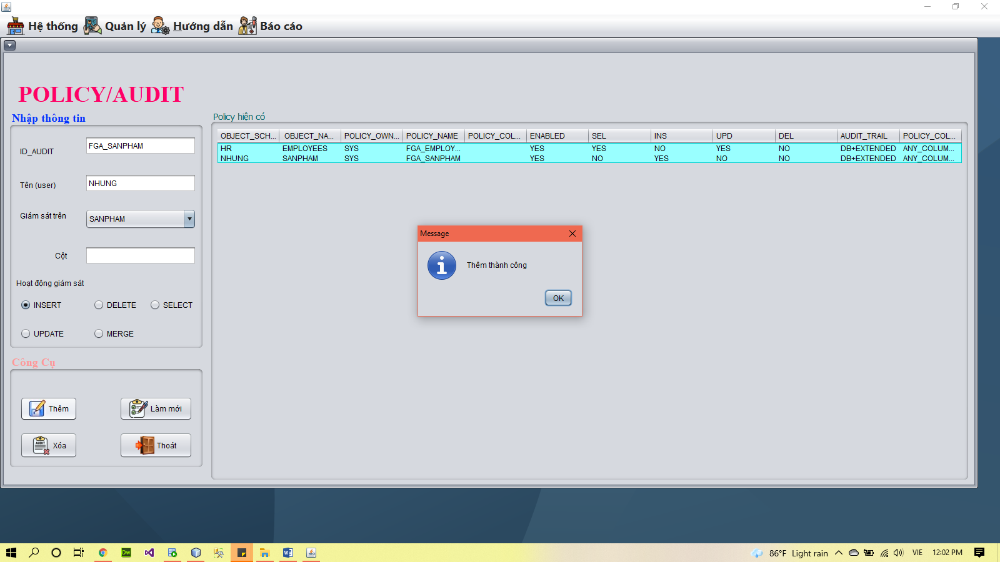 Hệ thống Quản lý Hướng dẫn Báo cáo
POLICY/AUDIT
Nhập thông tin
ID_AUDIT FGA_SANPHAM
Tên (user) NHUNG
Giám sát trên SANPHAM
Cột
Hoạt động giám sát
INSERT DELETE SELECT
UPDATE MERGE
Công Cụ
Thêm Làm mới
Xóa Thoát
Policy hiện có
OBJECT_SCH... OBJECT_NA... POLICY_OWN... POLICY_NAME POLICY_COL... ENABLED SEL INS UPD DEL AUDIT_TRAIL POLICY_COL...
HR EMPLOYEES SYS FGA_EMPLOY... YES YES NO YES NO DB+EXTENDED ANY_COLUM...
NHUNG SANPHAM SYS FGA_SANPHAM YES NO YES NO NO DB+EXTENDED ANY_COLUM...
Message
Thêm thành công
OK
86°F Light rain VIE 12:02 PM